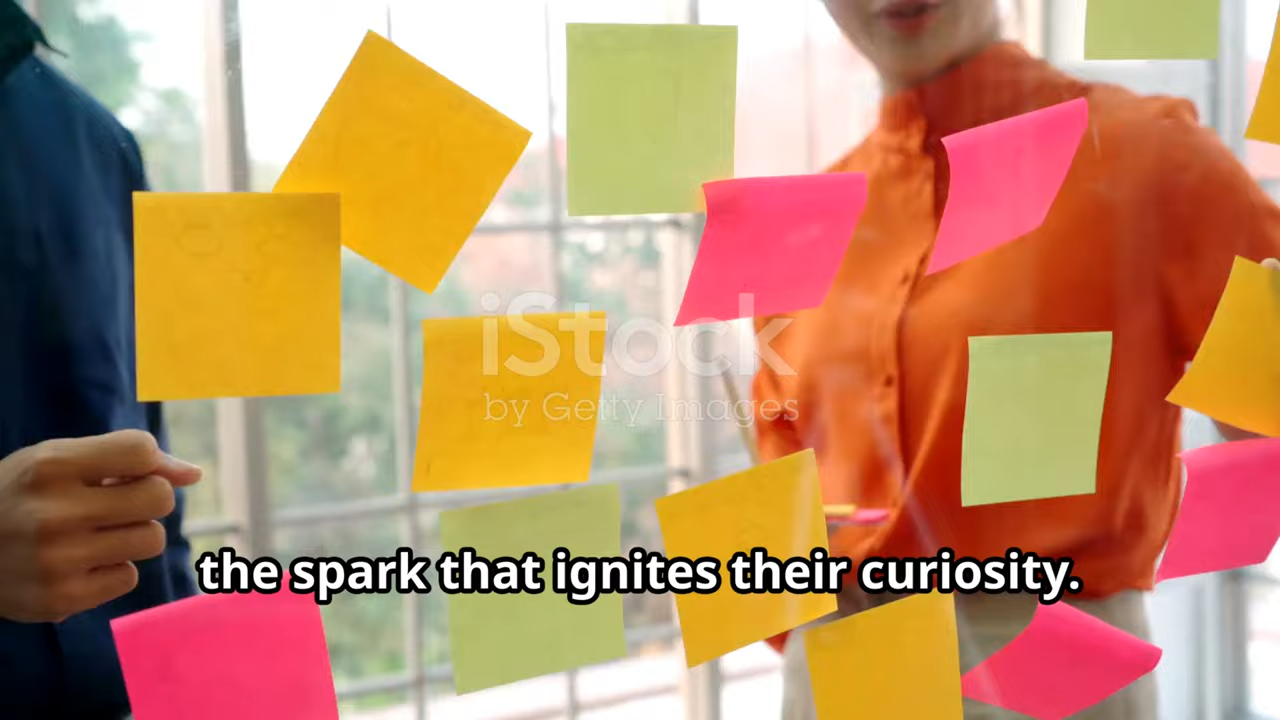 iStock
by Getty Images
the spark that ignites their curiosity.